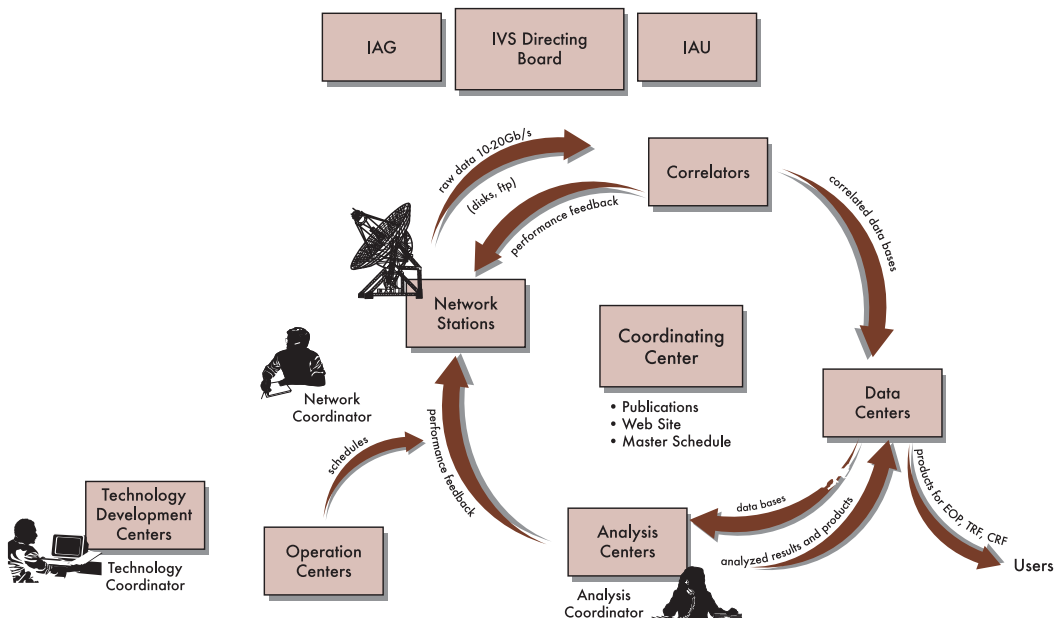 IAG
IVS Directing
Board
IAU
raw data 10-20Gb/s
(disks, ftp)
performance feedback
Correlators
correlated data bases
Network
Stations
Coordinating
Center
• Publications
• Web Site
• Master Schedule
Network
Coordinator
Data
Centers
schedules
performance feedback
data bases
analyzed results and products
products for EOP, TRF, CRF
Users
Technology
Development
Centers
Technology
Coordinator
Operation
Centers
Analysis
Centers
Analysis
Coordinator